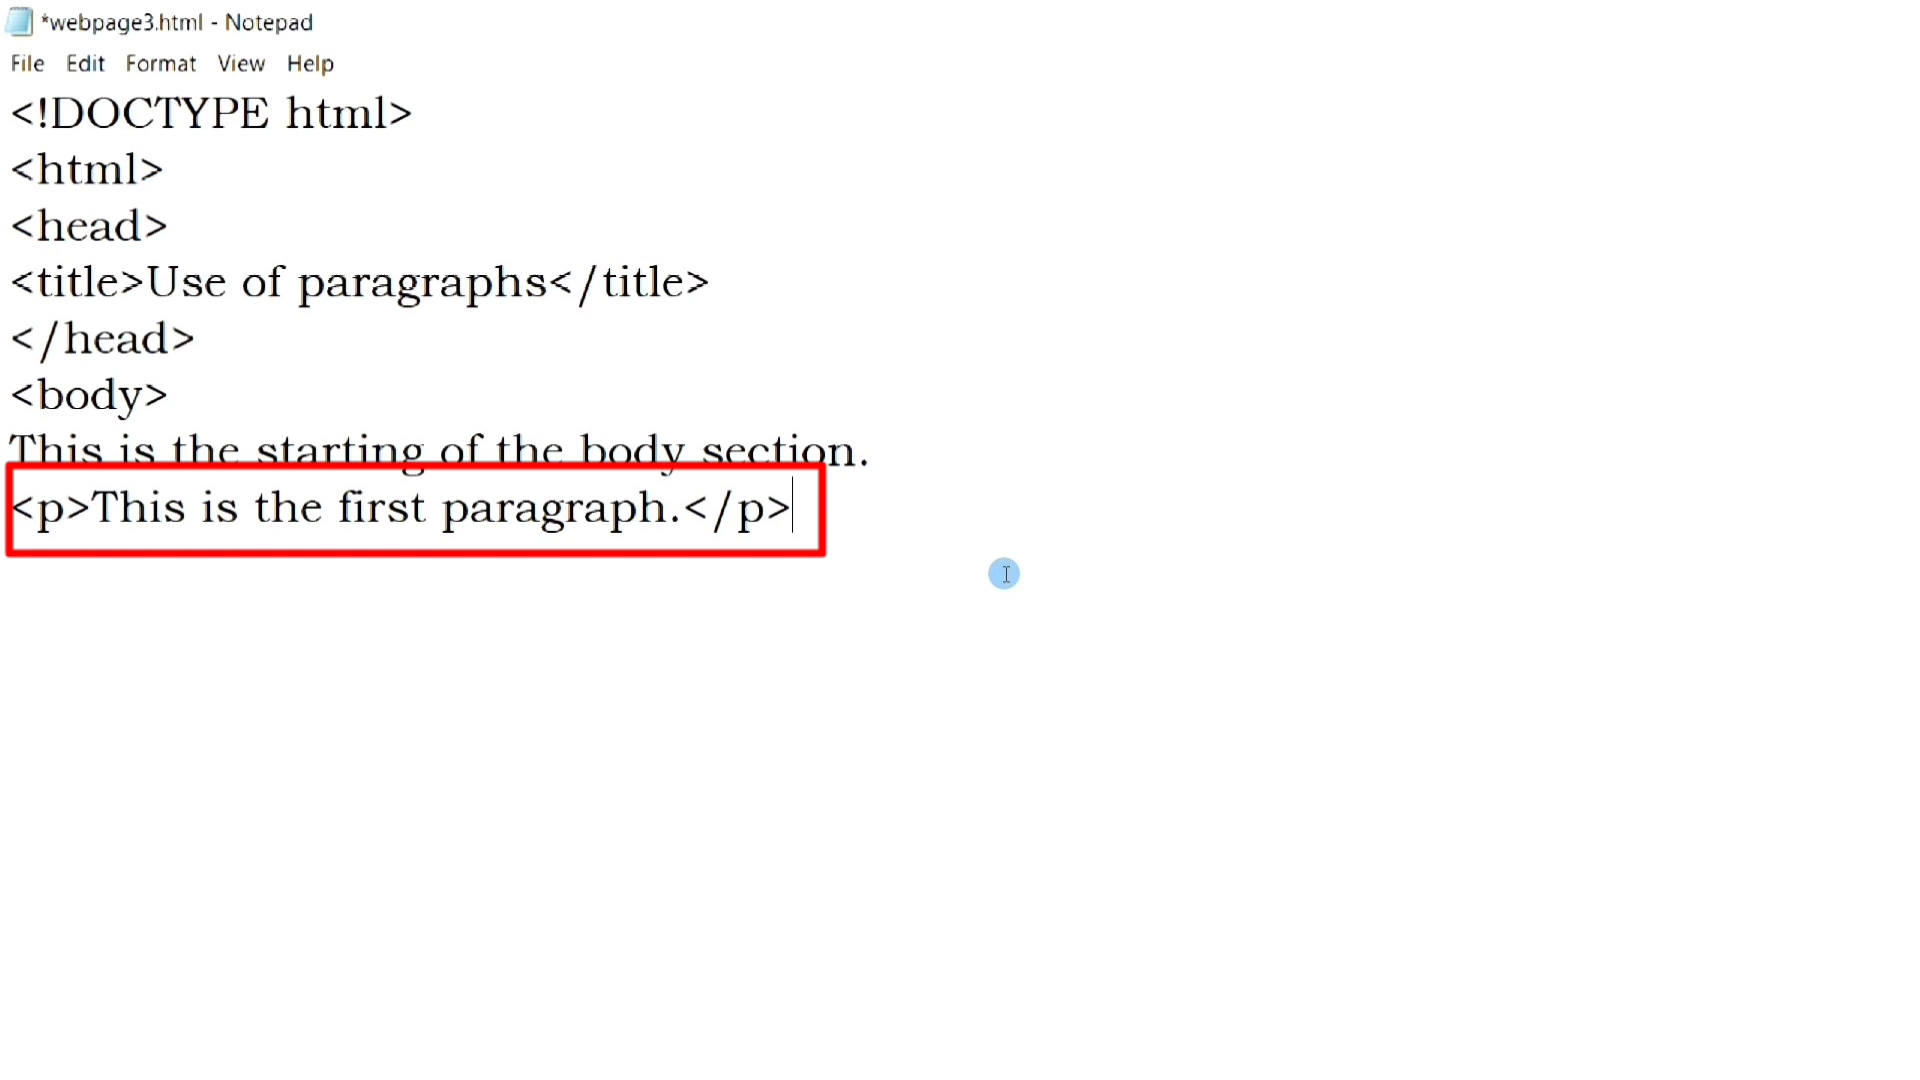 *webpage3.html - Notepad
File Edit Format View Help
<!DOCTYPE html>
<html>
<head>
<title>Use of paragraphs</title>
</head>
<body>
This is the starting of the body section.
<p>This is the first paragraph.</p>